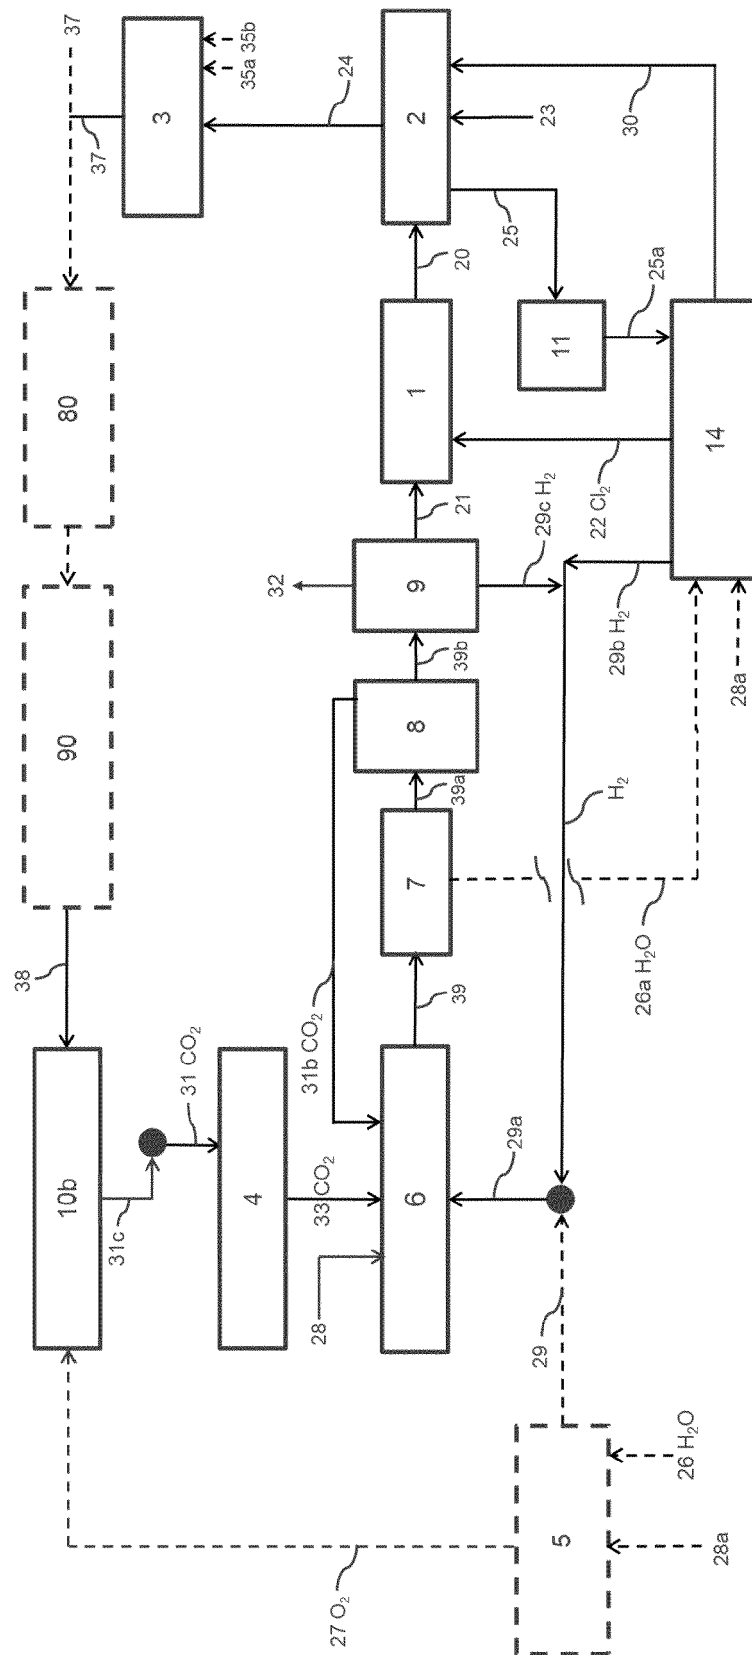 38
10b
90
80
37
31c
37
3
31 CO₂
35a 35b
4
27 O₂
28
33 CO₂
31b CO₂
32
24
6
7
8
9
1
2
39
39a
39b
21
20
29a
25
23
29
29c H₂
11
5
H₂
29b H₂
22 Cl₂
25a
30
26a H₂O
14
26 H₂O
28a
28a